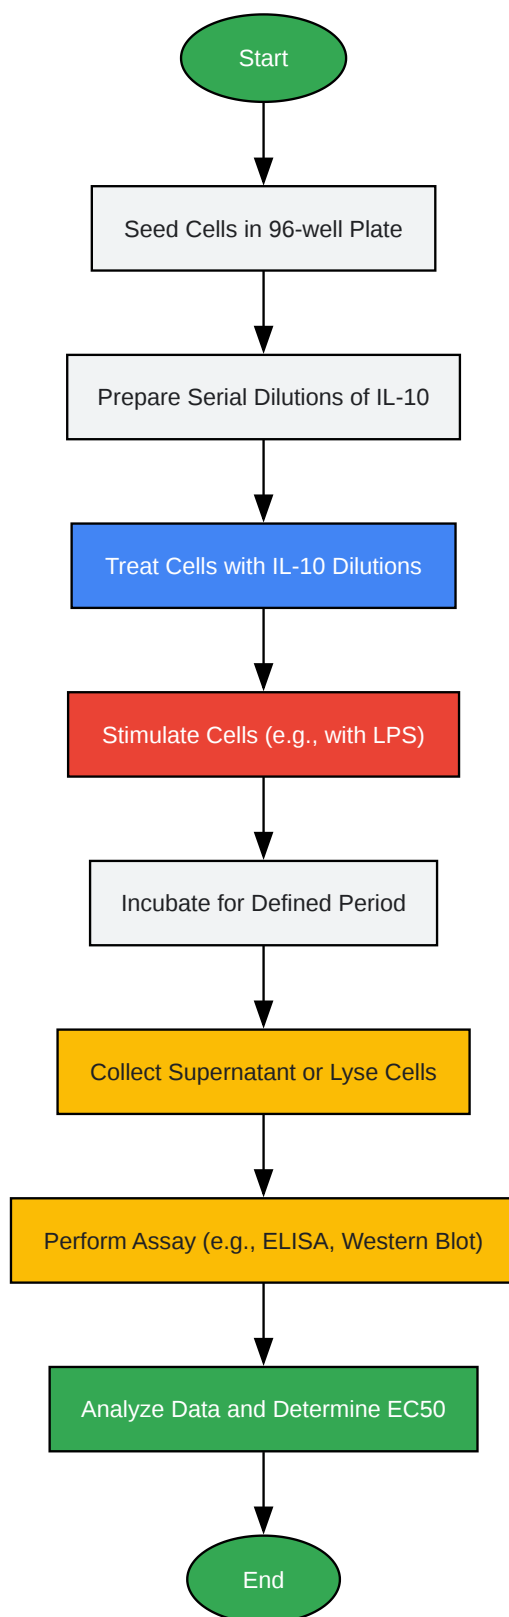 Start
Seed Cells in 96-well Plate
Prepare Serial Dilutions of IL-10
Treat Cells with IL-10 Dilutions
Stimulate Cells (e.g., with LPS)
Incubate for Defined Period
Collect Supernatant or Lyse Cells
Perform Assay (e.g., ELISA, Western Blot)
Analyze Data and Determine EC50
End